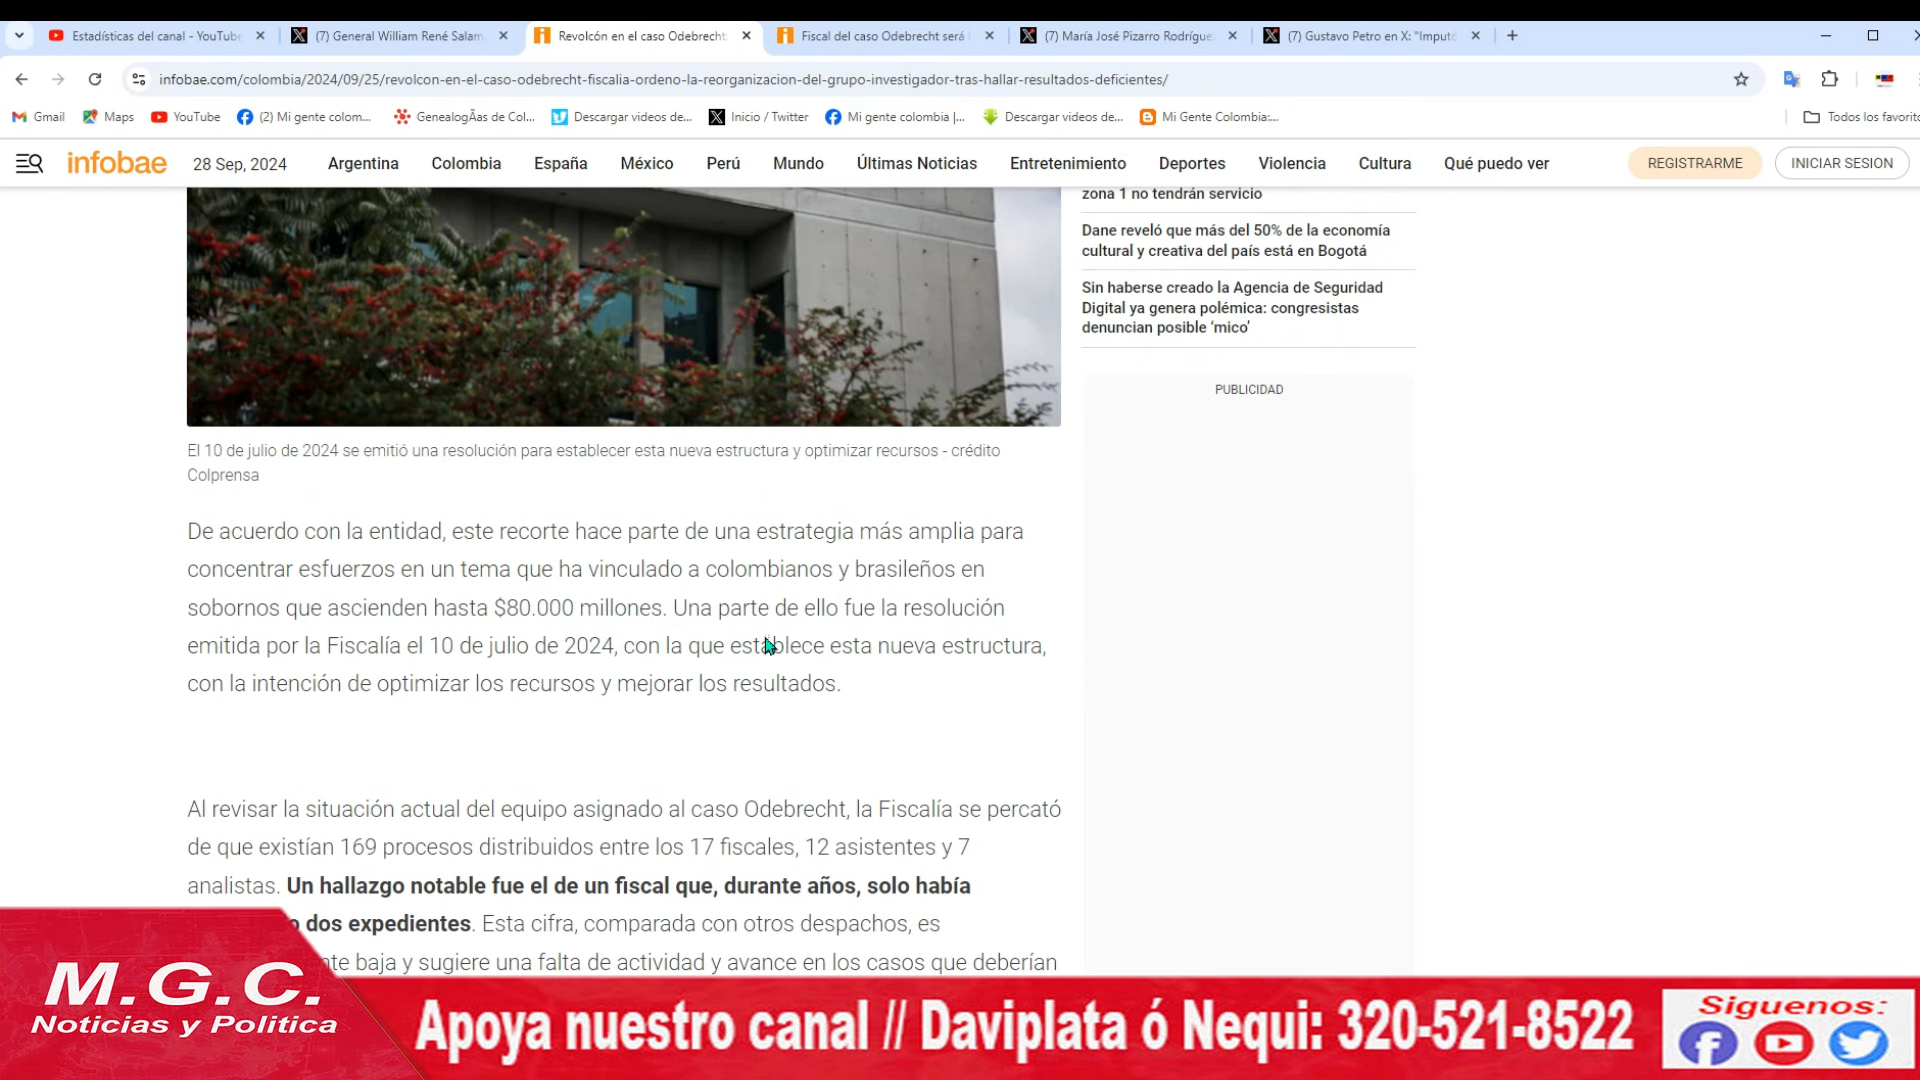 Estadísticas del canal - YouTube
(7) General William René Salam
Revolcón en el caso Odebrecht:
Fiscal del caso Odebrecht será
(7) María José Pizarro Rodrígue
(7) Gustavo Petro en X: "Imputó
infobae.com/colombia/2024/09/25/revolcon-en-el-caso-odebrecht-fiscalia-ordeno-la-reorganizacion-del-grupo-investigador-tras-hallar-resultados-deficientes/
Gmail
Maps
YouTube
(2) Mi gente colom...
GenealogÃas de Col...
Descargar videos de...
Inicio / Twitter
Mi gente colombia |...
Descargar videos de...
Mi Gente Colombia:...
Todos los favorito
infobae
28 Sep, 2024
Argentina
Colombia
España
México
Perú
Mundo
Últimas Noticias
Entretenimiento
Deportes
Violencia
Cultura
Qué puedo ver
REGISTRARME
INICIAR SESION
zona 1 no tendrán servicio
Dane reveló que más del 50% de la economía
cultural y creativa del país está en Bogotá
Sin haberse creado la Agencia de Seguridad
Digital ya genera polémica: congresistas
denuncian posible ‘mico’
PUBLICIDAD
El 10 de julio de 2024 se emitió una resolución para establecer esta nueva estructura y optimizar recursos - crédito
Colprensa
De acuerdo con la entidad, este recorte hace parte de una estrategia más amplia para
concentrar esfuerzos en un tema que ha vinculado a colombianos y brasileños en
sobornos que ascienden hasta $80.000 millones. Una parte de ello fue la resolución
emitida por la Fiscalía el 10 de julio de 2024, con la que establece esta nueva estructura,
con la intención de optimizar los recursos y mejorar los resultados.
Al revisar la situación actual del equipo asignado al caso Odebrecht, la Fiscalía se percató
de que existían 169 procesos distribuidos entre los 17 fiscales, 12 asistentes y 7
analistas. Un hallazgo notable fue el de un fiscal que, durante años, solo había
o dos expedientes. Esta cifra, comparada con otros despachos, es
nte baja y sugiere una falta de actividad y avance en los casos que deberían
M.G.C.
Noticias y Politica
Apoya nuestro canal // Daviplata ó Nequi: 320-521-8522
Siguenos: